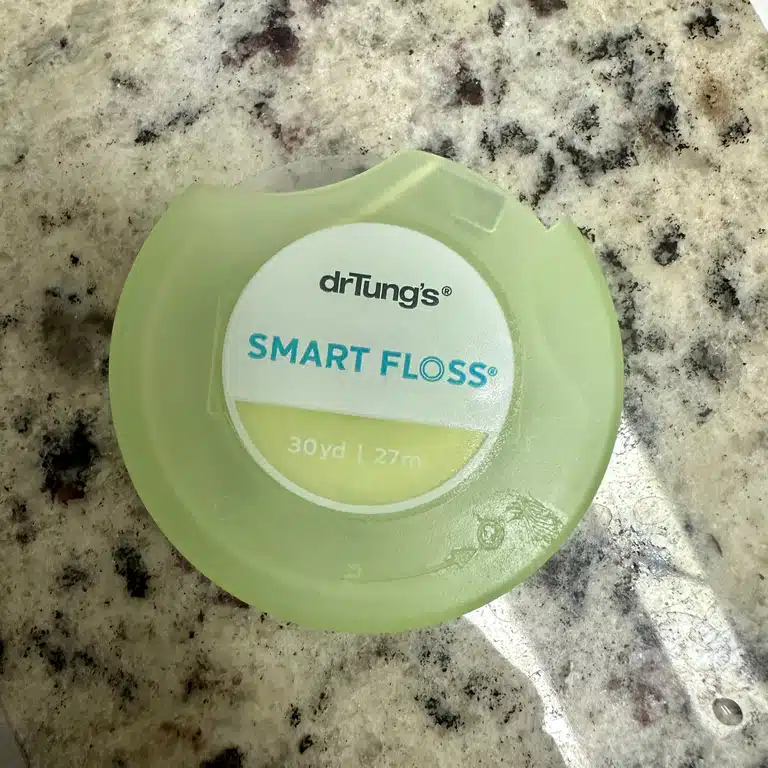 drTung's®
SMART FLOSS®
30yd | 27m